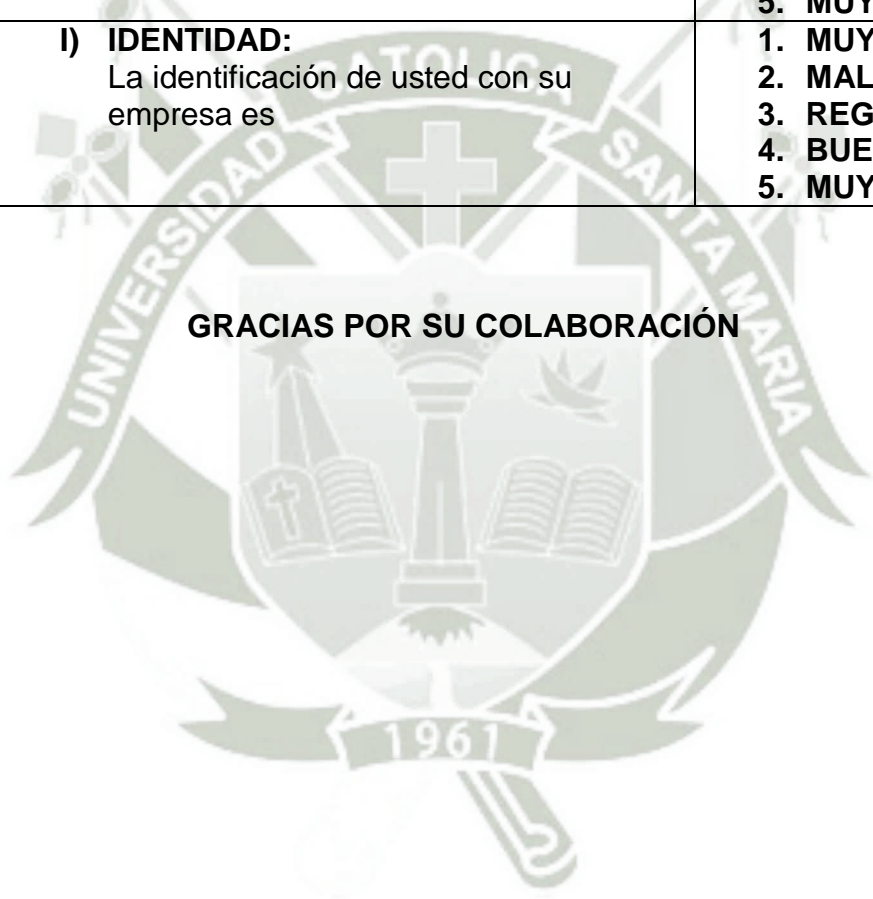 5. MUY
I) IDENTIDAD:
La identificación de usted con su
empresa es
1. MUY
2. MAL
3. REG
4. BUE
5. MUY
GRACIAS POR SU COLABORACIÓN
UNIVERSIDAD CATOLICA SANTA MARIA
1961